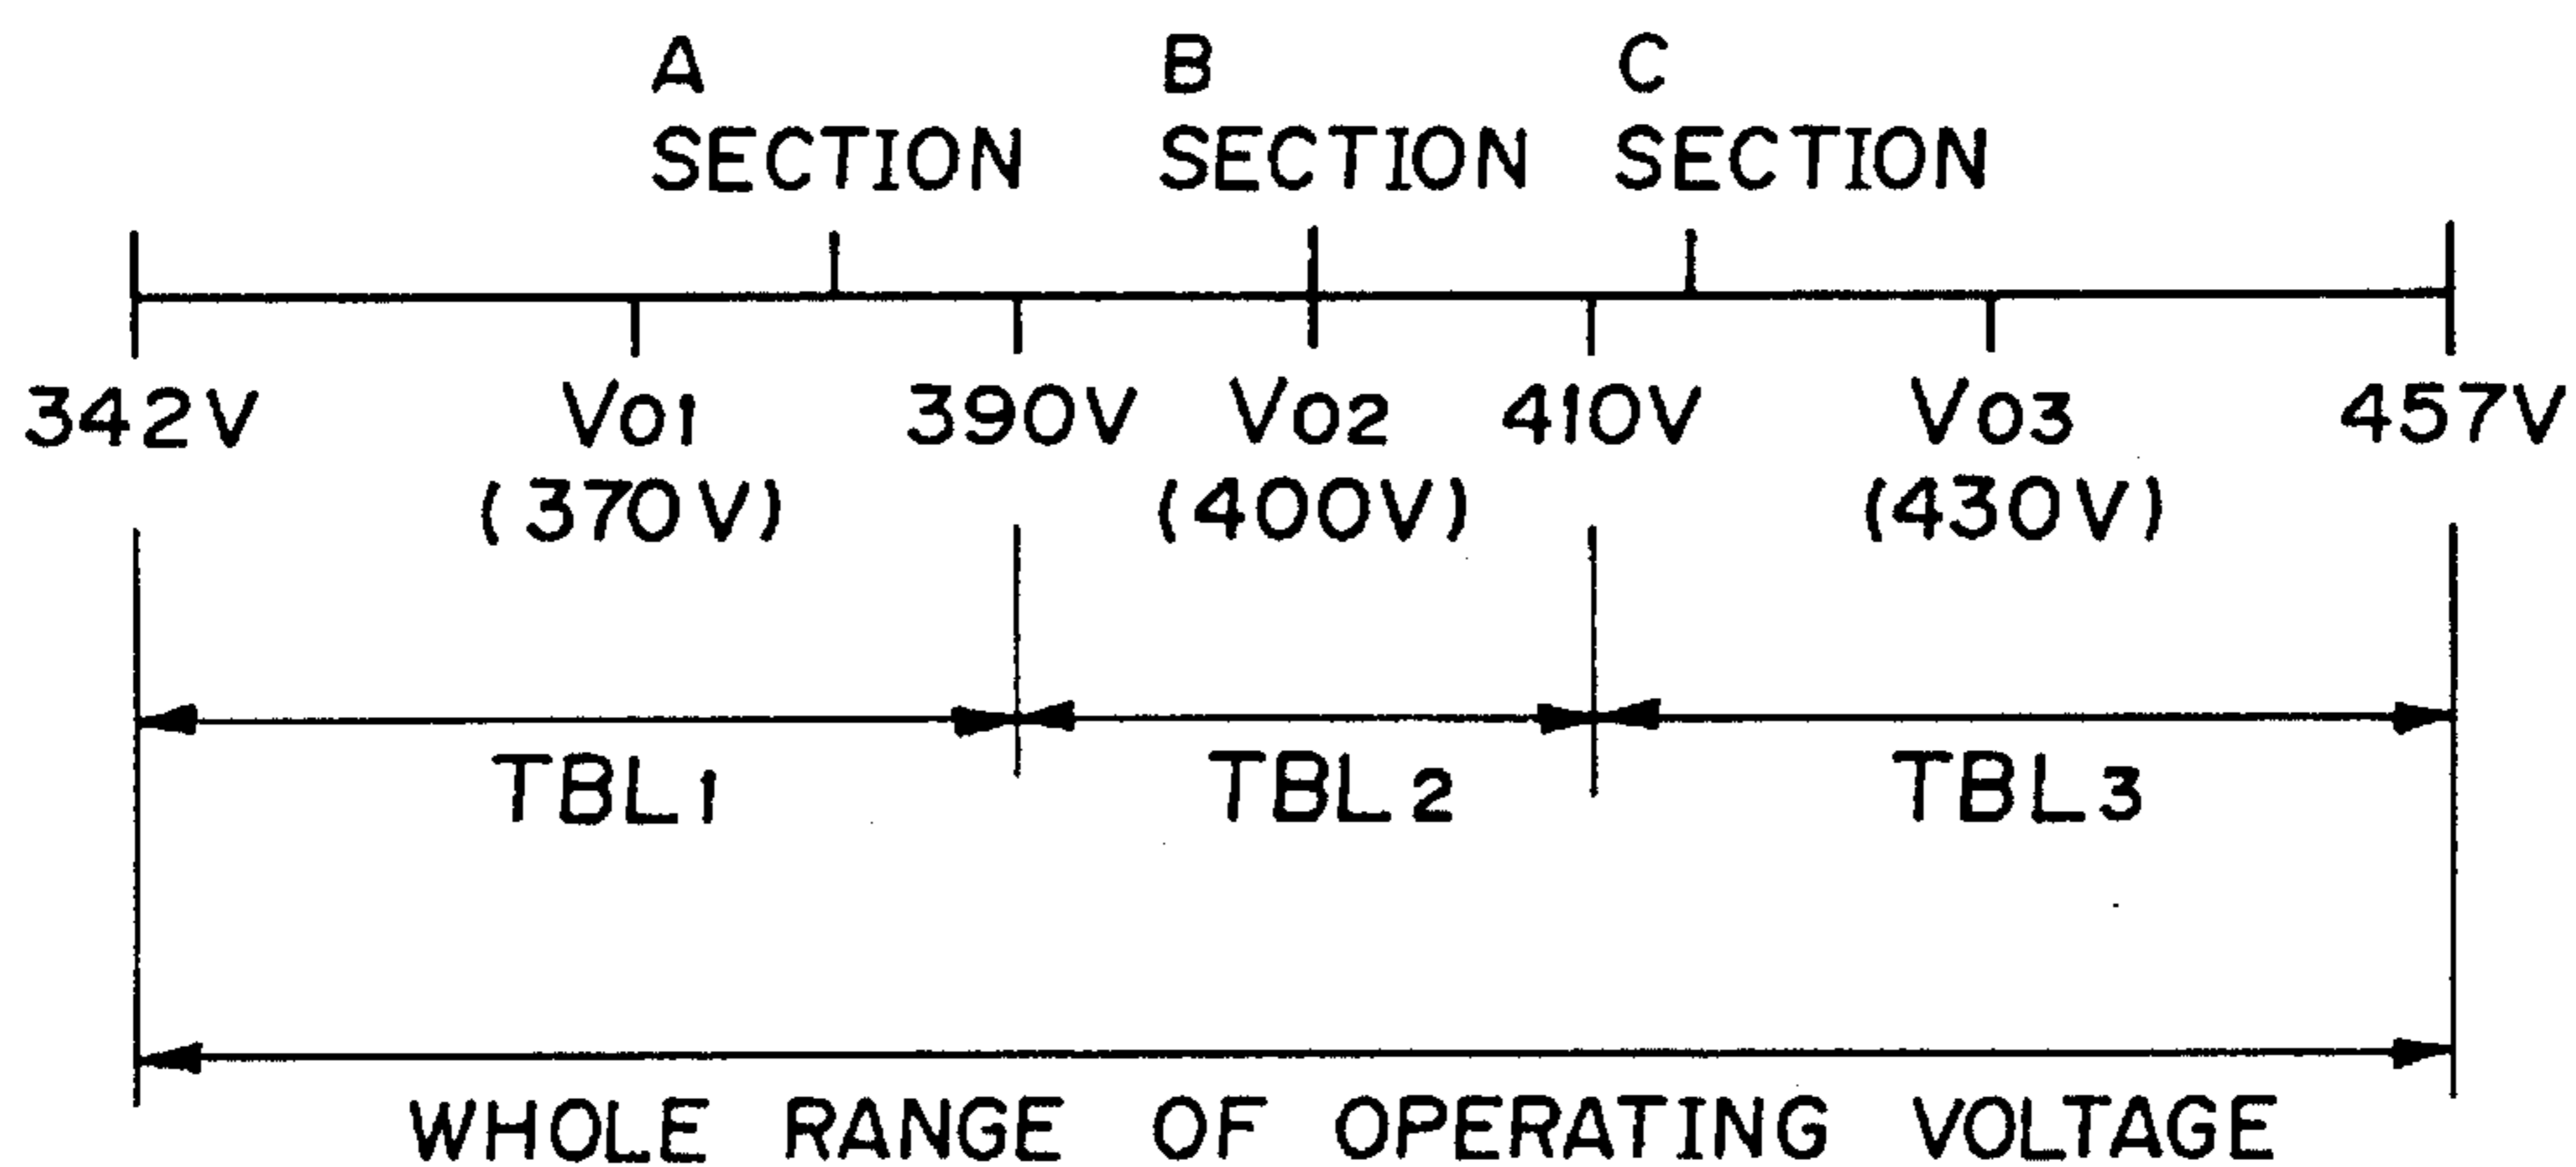 A B C
SECTION SECTION SECTION
342V Vo1 390V Vo2 410V Vo3 457V
(370V) (400V) (430V)
TBL1 TBL2 TBL3
WHOLE RANGE OF OPERATING VOLTAGE